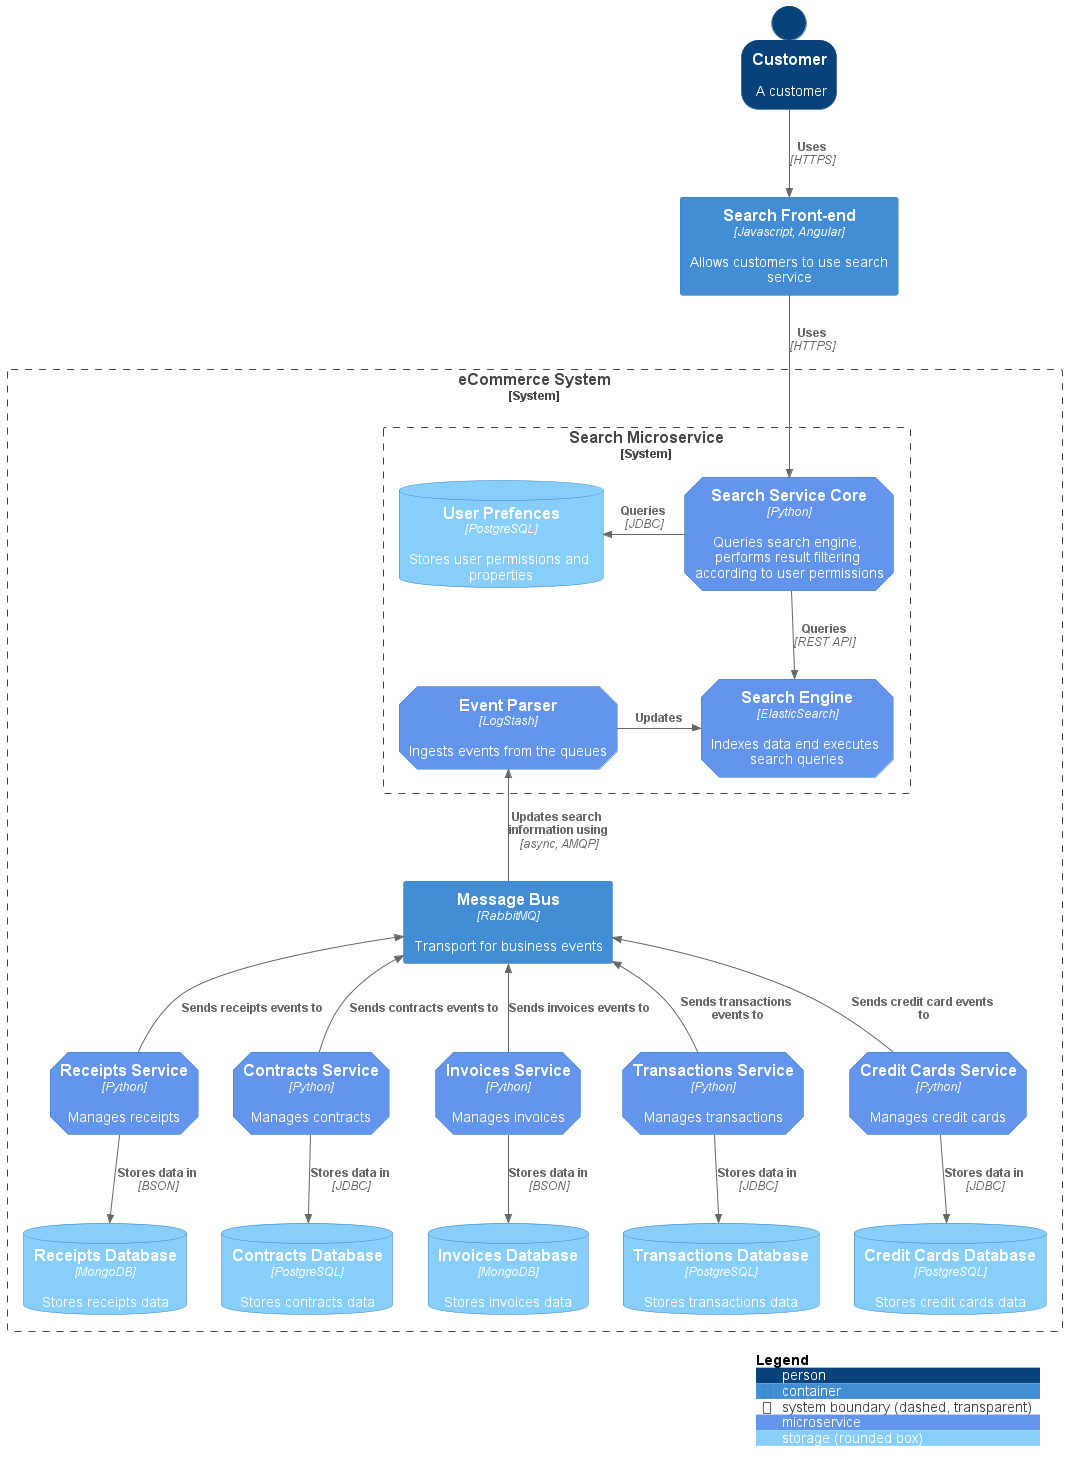 Customer
A customer
Uses
[HTTPS]
Search Front-end
[Javascript, Angular]
Allows customers to use search
service
Uses
[HTTPS]
eCommerce System
[System]
Search Microservice
[System]
User Prefences
[PostgreSQL]
Stores user permissions and
properties
Queries
[JDBC]
Search Service Core
[Python]
Queries search engine,
performs result filtering
according to user permissions
Queries
[REST API]
Event Parser
[LogStash]
Ingests events from the queues
Updates
Search Engine
[ElasticSearch]
Indexes data end executes
search queries
Updates search
information using
[async, AMQP]
Message Bus
[RabbitMQ]
Transport for business events
Sends receipts events to
Sends contracts events to
Sends invoices events to
Sends transactions
events to
Sends credit card events
to
Receipts Service
[Python]
Manages receipts
Contracts Service
[Python]
Manages contracts
Invoices Service
[Python]
Manages invoices
Transactions Service
[Python]
Manages transactions
Credit Cards Service
[Python]
Manages credit cards
Stores data in
[BSON]
Stores data in
[JDBC]
Stores data in
[BSON]
Stores data in
[JDBC]
Stores data in
[JDBC]
Receipts Database
[MongoDB]
Stores receipts data
Contracts Database
[PostgreSQL]
Stores contracts data
Invoices Database
[MongoDB]
Stores invoices data
Transactions Database
[PostgreSQL]
Stores transactions data
Credit Cards Database
[PostgreSQL]
Stores credit cards data
Legend
person
container
system boundary (dashed, transparent)
microservice
storage (rounded box)